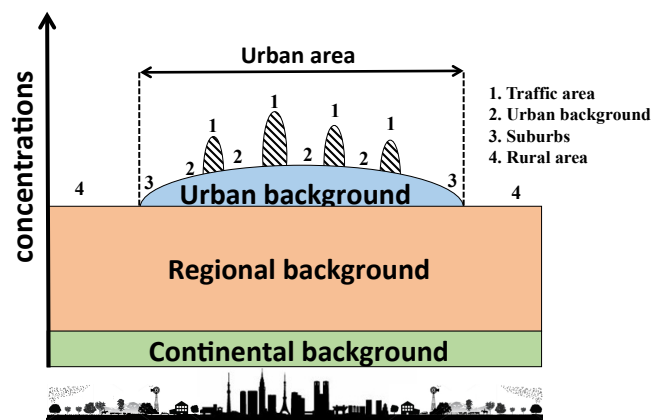 Urban area
concentrations
1. Traffic area
2. Urban background
3. Suburbs
4. Rural area
1
1
1
1
2
2
2
2
3
3
4
4
Urban background
Regional background
Continental background